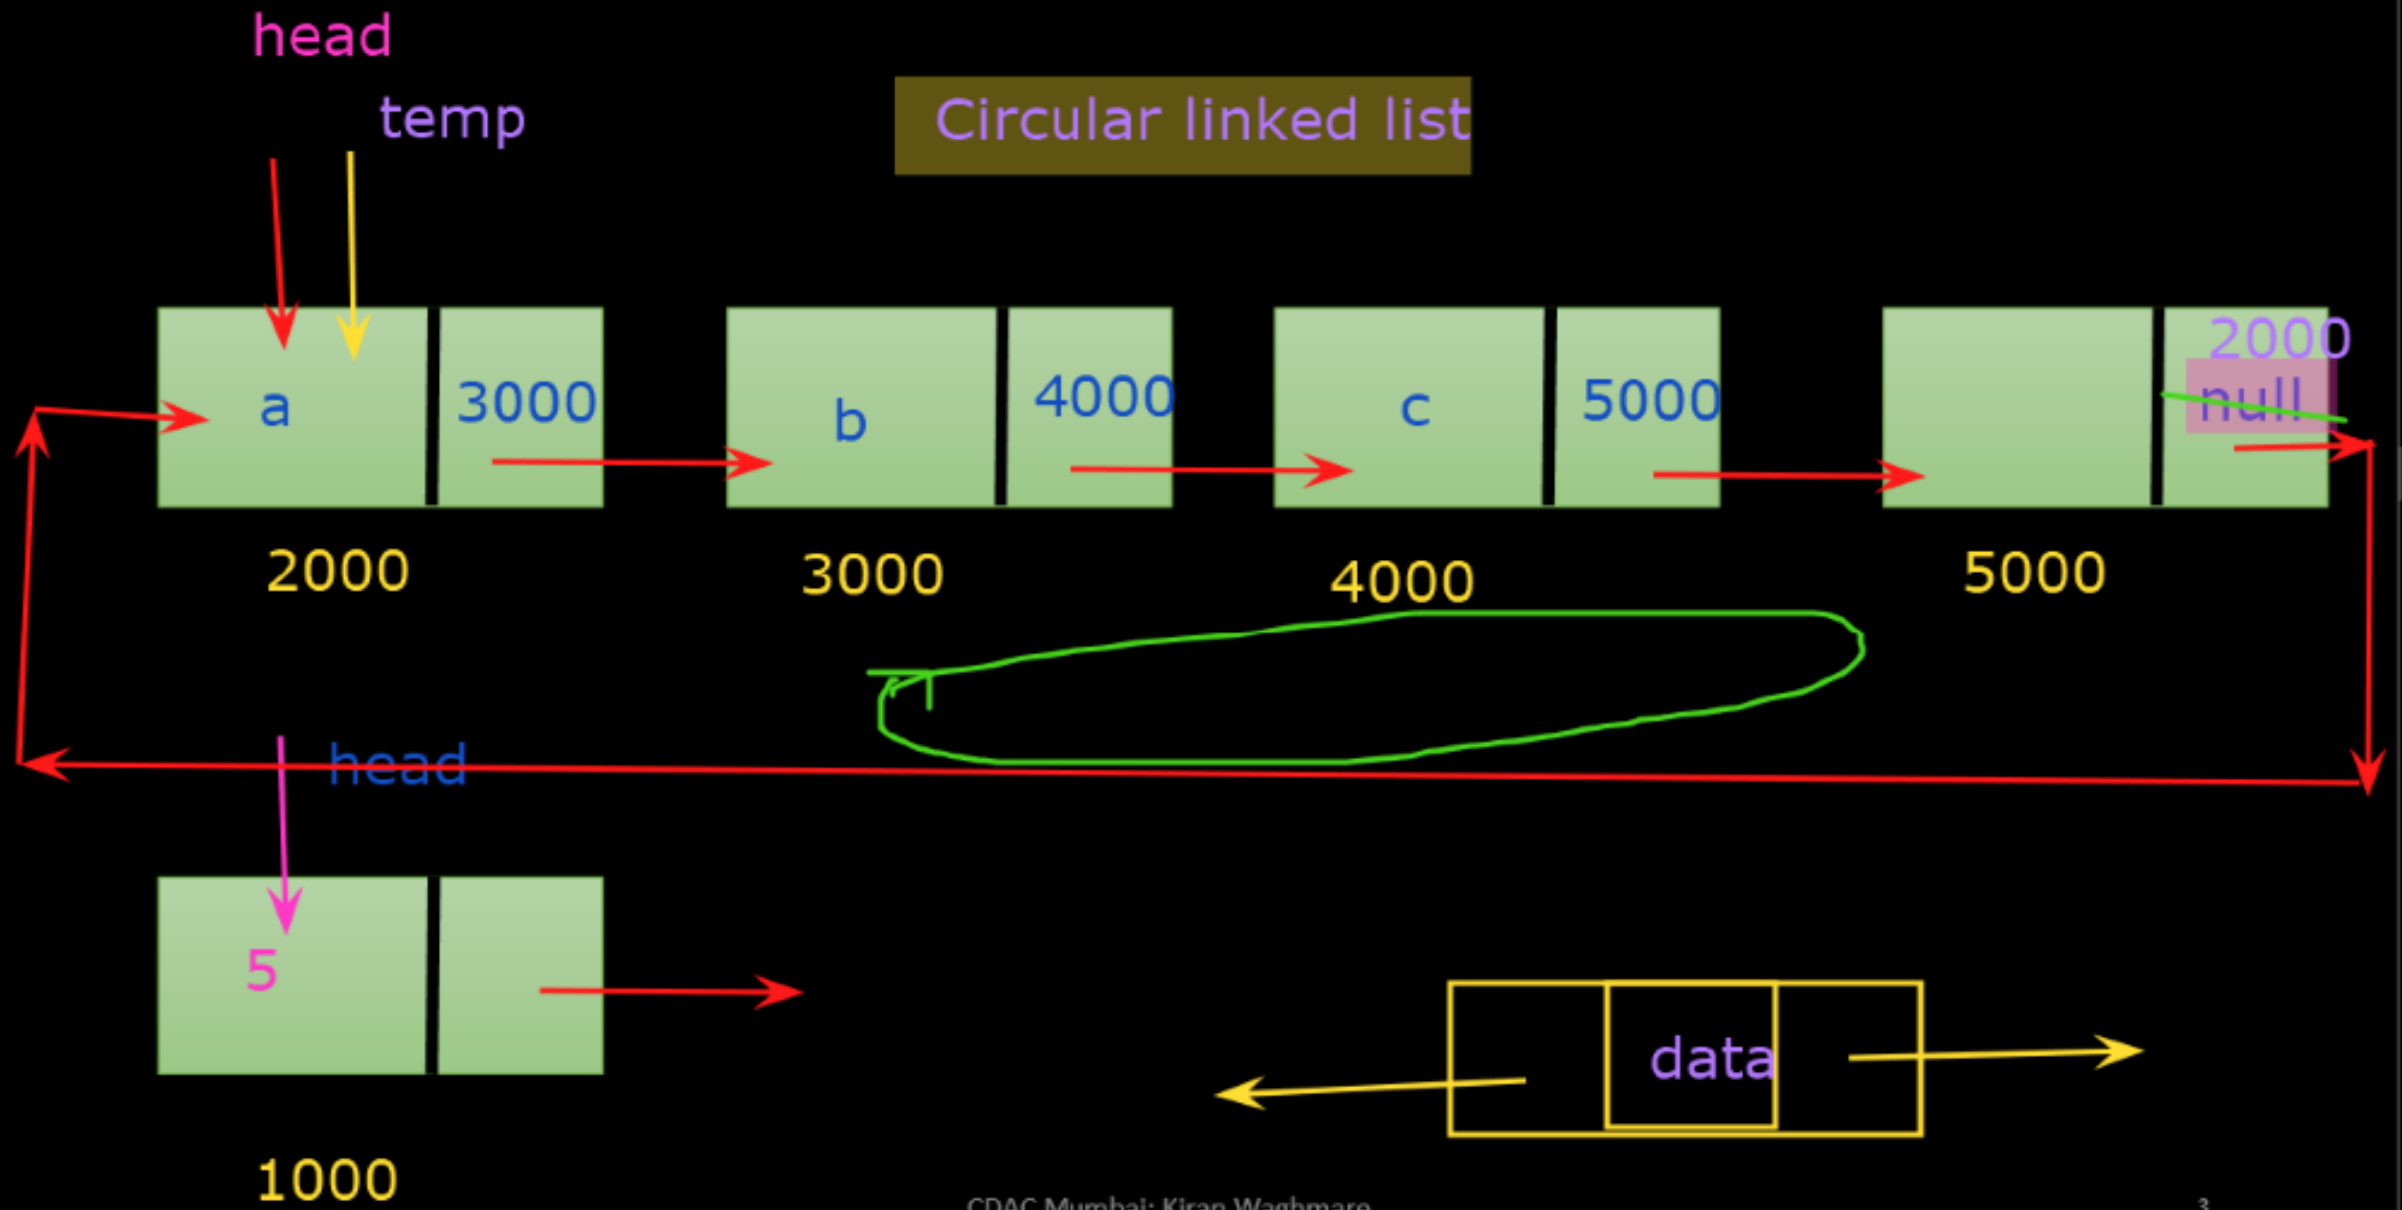 head
temp
Circular linked list
2000
a 3000 b 4000 c 5000 null
2000 3000 4000 5000
head
5
data
1000
CDAC Mumbai: Kiran Waghmare 3